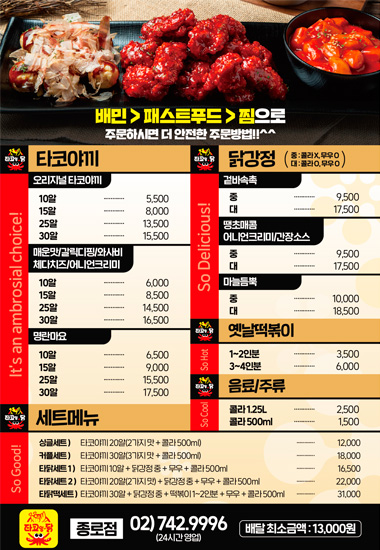 배민 > 패스트푸드 > 찜으로
주문하시면 더 안전한 주문방법!!^^
타코와 닭
타코야끼
It's an ambrosial choice!
오리지널 타코야끼
10알 5,500
15알 8,000
25알 13,500
30알 15,500
매운맛/갈릭디핑/와사비
체다치즈/어니언크리미
10알 6,000
15알 8,500
25알 14,500
30알 16,500
명란마요
10알 6,500
15알 9,000
25알 15,500
30알 17,500
닭강정
중 : 콜라 X, 무우 O
대 : 콜라 O, 무우 O
So Delicious!
겉바속촉
중 9,500
대 17,500
땡초매콤
어니언크리미/간장소스
중 9,500
대 17,500
마늘듬뿍
중 10,000
대 18,500
옛날떡볶이
So Hot
1~2인분 3,500
3~4인분 6,000
음료/주류
So Cool
콜라 1.25L 2,500
콜라 500ml 1,500
세트메뉴
So Good!
싱글세트 ) 타코야끼 20알(2가지 맛 + 콜라 500ml) 12,000
커플세트 ) 타코야끼 30알(3가지 맛 + 콜라 500ml) 18,000
타닭세트 1 ) 타코야끼 10알 + 닭강정 중 + 무우 + 콜라 500ml 16,500
타닭세트 2 ) 타코야끼 20알(2가지 맛) + 닭강정 중 + 무우 + 콜라 500ml 22,000
타닭떡세트 ) 타코야끼 30알 + 닭강정 중 + 떡볶이 1~2인분 + 무우 + 콜라 500ml 31,000
타코와 닭
종로점
02) 742.9996
(24시간 영업)
배달 최소금액 : 13,000원